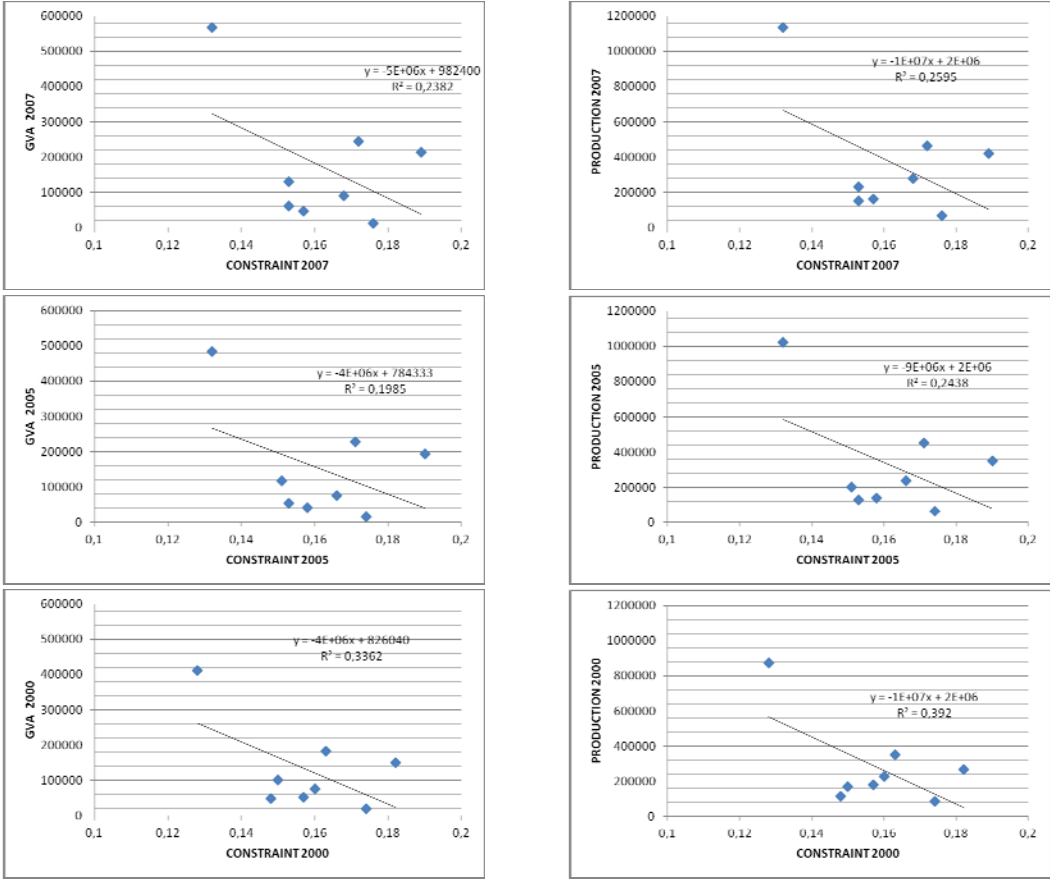 600000
500000
400000
300000
200000
100000
0
GVA 2007
y = -5E+06x + 982400
R² = 0,2382
0,1 0,12 0,14 0,16 0,18 0,2
CONSTRAINT 2007
1200000
1000000
800000
600000
400000
200000
0
PRODUCTION 2007
y = -1E+07x + 2E+06
R² = 0,2595
0,1 0,12 0,14 0,16 0,18 0,2
CONSTRAINT 2007
600000
500000
400000
300000
200000
100000
0
GVA 2005
y = -4E+06x + 784333
R² = 0,1985
0,1 0,12 0,14 0,16 0,18 0,2
CONSTRAINT 2005
1200000
1000000
800000
600000
400000
200000
0
PRODUCTION 2005
y = -9E+06x + 2E+06
R² = 0,2438
0,1 0,12 0,14 0,16 0,18 0,2
CONSTRAINT 2005
600000
500000
400000
300000
200000
100000
0
GVA 2000
y = -4E+06x + 826040
R² = 0,3362
0,1 0,12 0,14 0,16 0,18 0,2
CONSTRAINT 2000
1200000
1000000
800000
600000
400000
200000
0
PRODUCTION 2000
y = -1E+07x + 2E+06
R² = 0,392
0,1 0,12 0,14 0,16 0,18 0,2
CONSTRAINT 2000